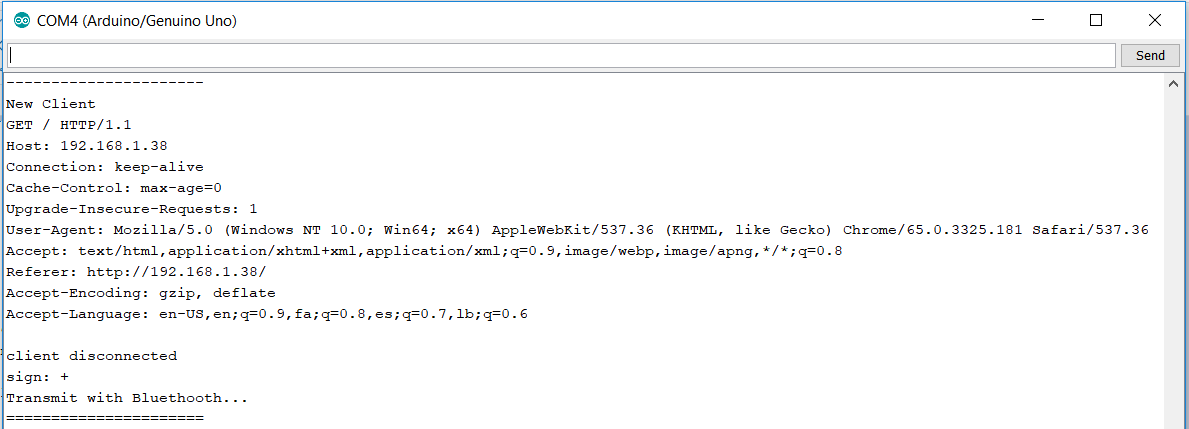 COM4 (Arduino/Genuino Uno)
Send
----------------------
New Client
GET / HTTP/1.1
Host: 192.168.1.38
Connection: keep-alive
Cache-Control: max-age=0
Upgrade-Insecure-Requests: 1
User-Agent: Mozilla/5.0 (Windows NT 10.0; Win64; x64) AppleWebKit/537.36 (KHTML, like Gecko) Chrome/65.0.3325.181 Safari/537.36
Accept: text/html,application/xhtml+xml,application/xml;q=0.9,image/webp,image/apng,*/*;q=0.8
Referer: http://192.168.1.38/
Accept-Encoding: gzip, deflate
Accept-Language: en-US,en;q=0.9,fa;q=0.8,es;q=0.7,lb;q=0.6
client disconnected
sign: +
Transmit with Bluethooth...
======================